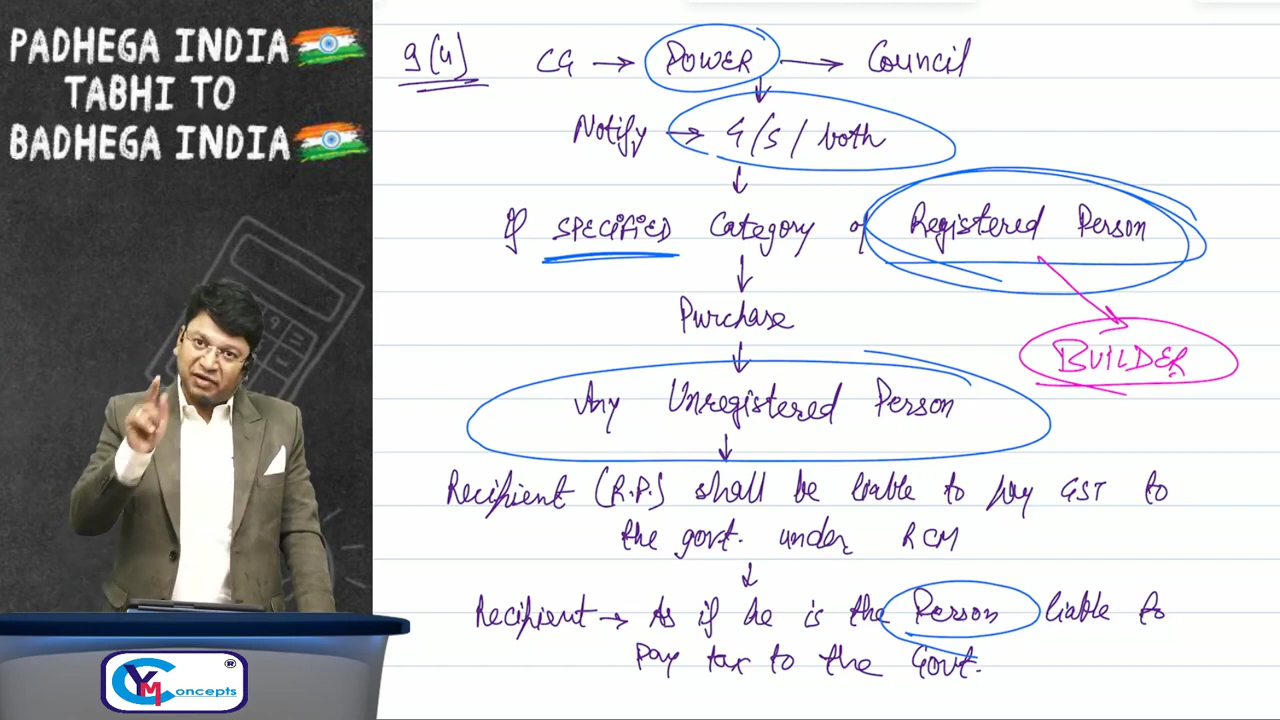 PADHEGA INDIA
TABHI TO
BADHEGA INDIA
9(4) CG → POWER → Council
Notify → G/S/both
If SPECIFIED Category of Registered Person
Purchase
BUILDER
Any Unregistered Person
Recipient (R.P.) shall be liable to pay GST to
the govt. under RCM
Recipient → As if he is the Person liable to
Pay tax to the Govt.
YM Concepts ®